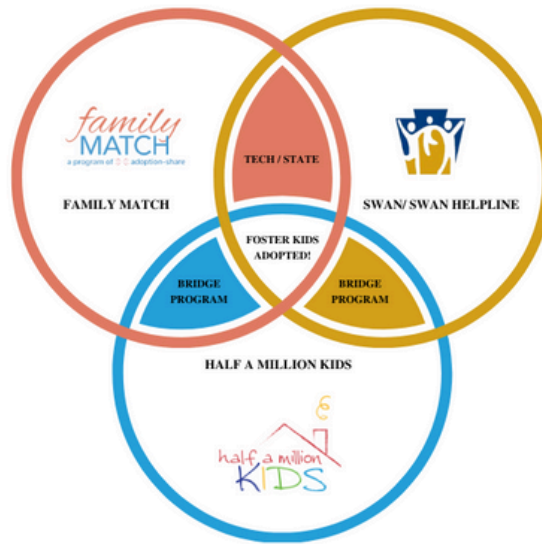 family
MATCH
a program of adoption-share
FAMILY MATCH
TECH / STATE
SWAN/ SWAN HELPLINE
FOSTER KIDS
ADOPTED!
BRIDGE
PROGRAM
BRIDGE
PROGRAM
HALF A MILLION KIDS
half a million
KIDS